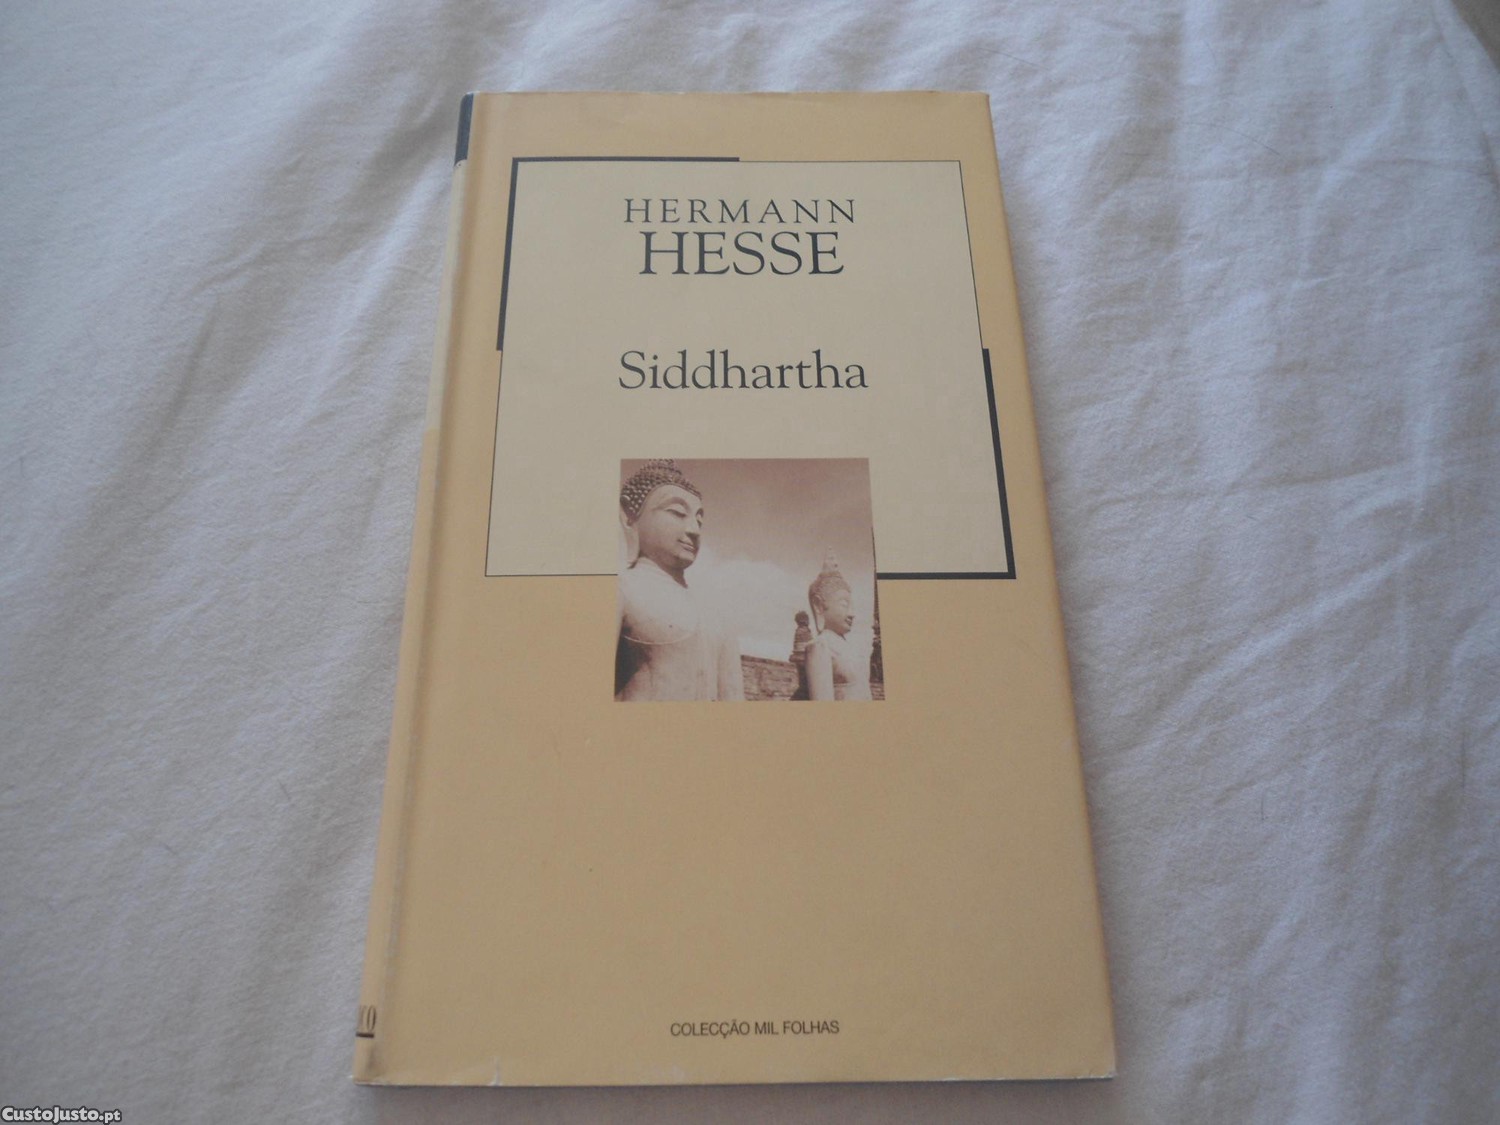 HERMANN
HESSE
Siddhartha
COLECÇÃO MIL FOLHAS
CustoJusto.pt